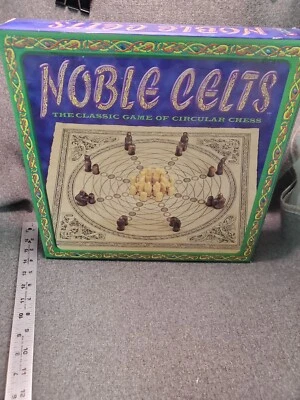 NOBLE CELTS
THE CLASSIC GAME OF CIRCULAR CHESS
NOBLE CELTS